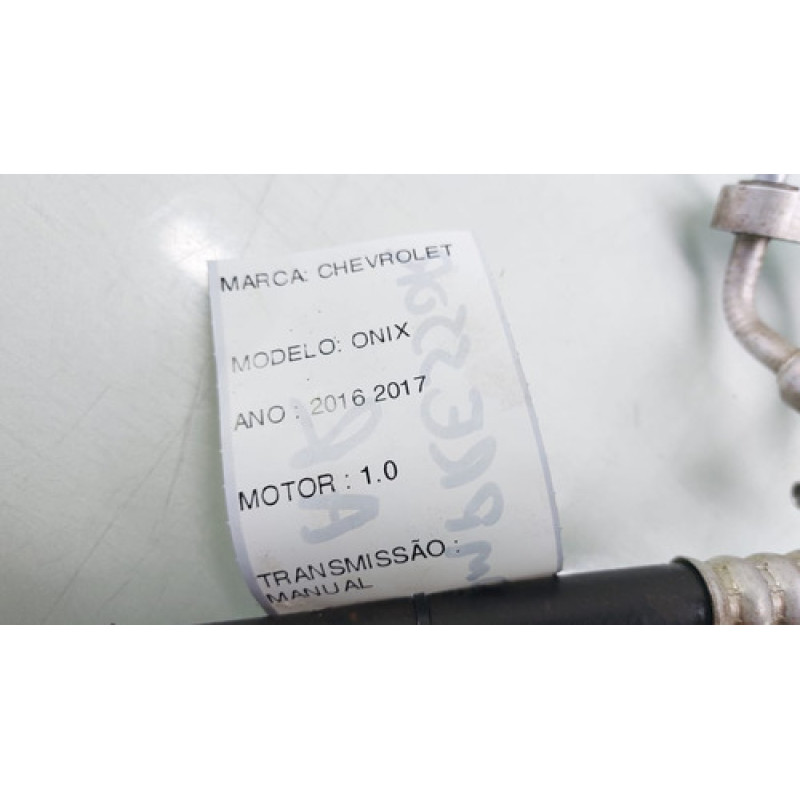 MARCA: CHEVROLET
MODELO: ONIX
ANO : 2016 2017
MOTOR : 1.0
TRANSMISSÃO :
MANUAL